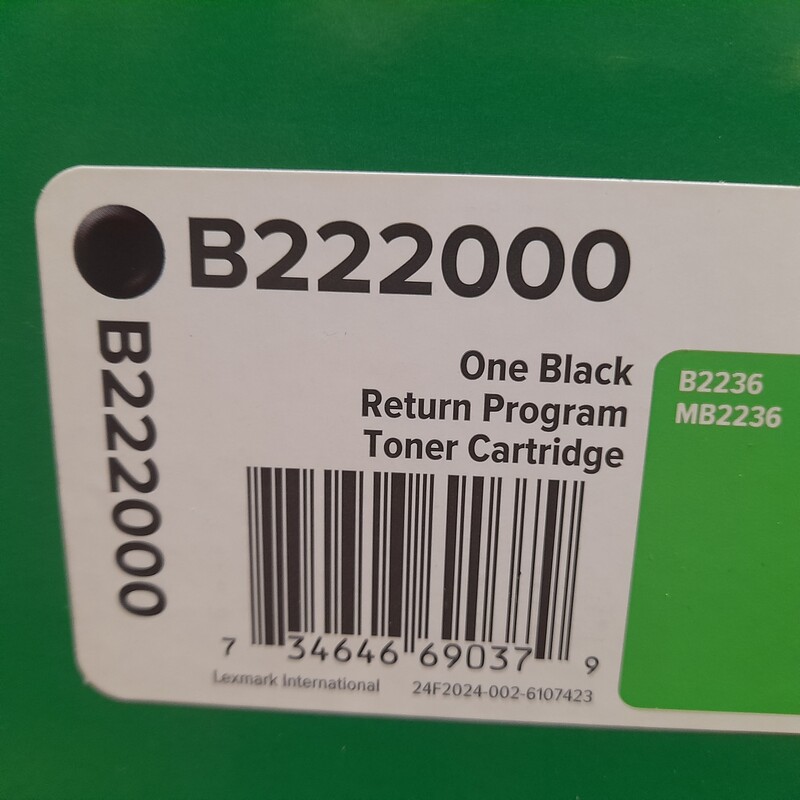 B222000
B222000
One Black
Return Program
Toner Cartridge
B2236
MB2236
7 34646 69037 9
Lexmark International 24F2024-002-6107423